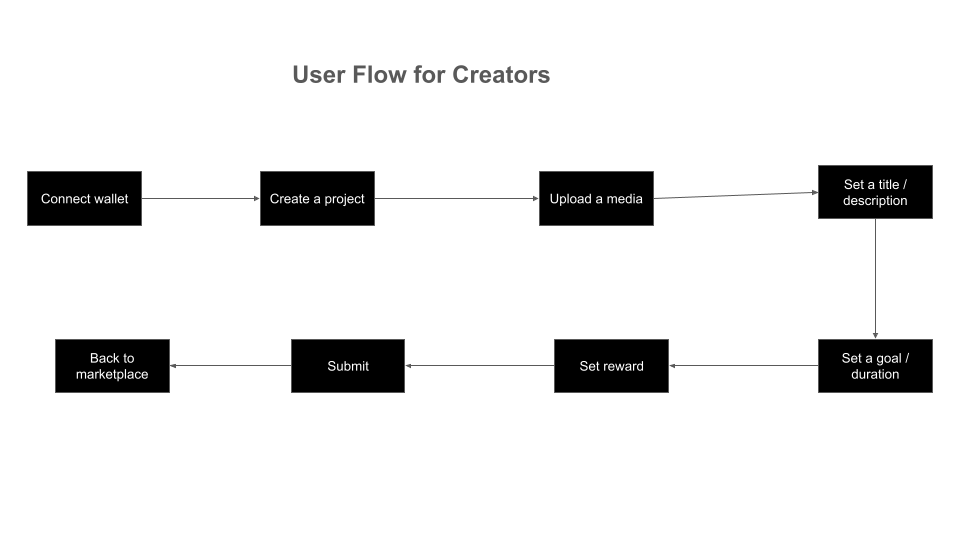 User Flow for Creators
Connect wallet
Create a project
Upload a media
Set a title /
description
Set a goal /
duration
Set reward
Submit
Back to
marketplace